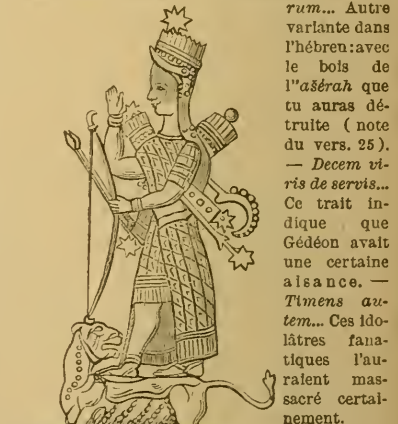 rum... Autre
variante dans
l'hébreu: avec
le bois de
l'"ašérah que
tu auras dé-
truite ( note
du vers. 25 ).
— Decem vi-
ris de servis...
Ce trait in-
dique que
Gédéon avait
une certaine
aisance. —
Timens au-
tem... Ces ido-
lâtres fana-
tiques l'au-
raient mas-
sacré certai-
nement.